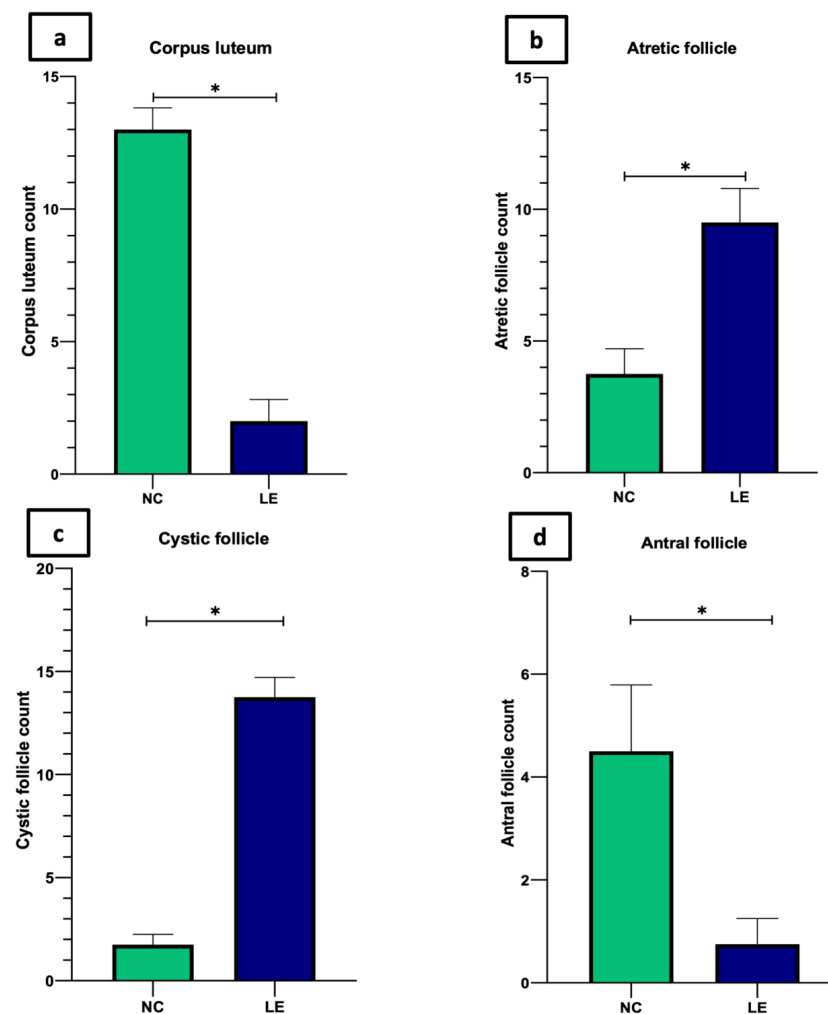 a
Corpus luteum
*
Corpus luteum count
15
10
5
0
NC LE
b
Atretic follicle
*
Atretic follicle count
15
10
5
0
NC LE
c
Cystic follicle
*
Cystic follicle count
20
15
10
5
0
NC LE
d
Antral follicle
*
Antral follicle count
8
6
4
2
0
NC LE